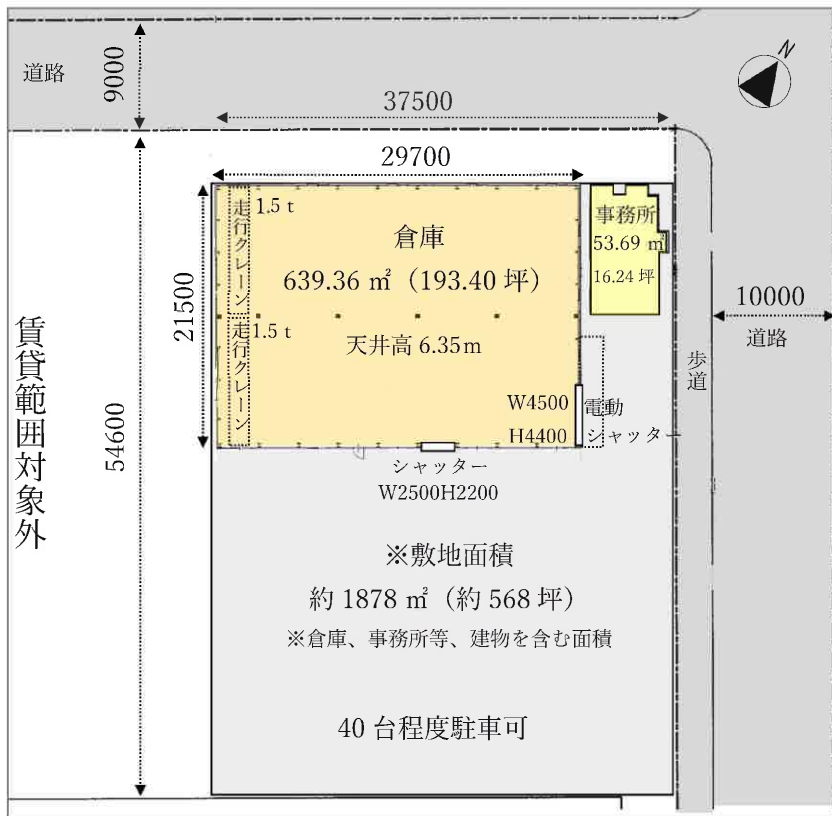 道路
9000
37500
N
29700
走行クレーン
1.5 t
倉庫
639.36 ㎡（193.40 坪）
事務所
53.69 ㎡
16.24 坪
21500
走行クレーン
1.5 t
天井高 6.35m
10000
道路
歩道
賃貸範囲対象外
54600
W4500
H4400
電動
シャッター
シャッター
W2500H2200
※敷地面積
約 1878 ㎡（約 568 坪）
※倉庫、事務所等、建物を含む面積
40 台程度駐車可